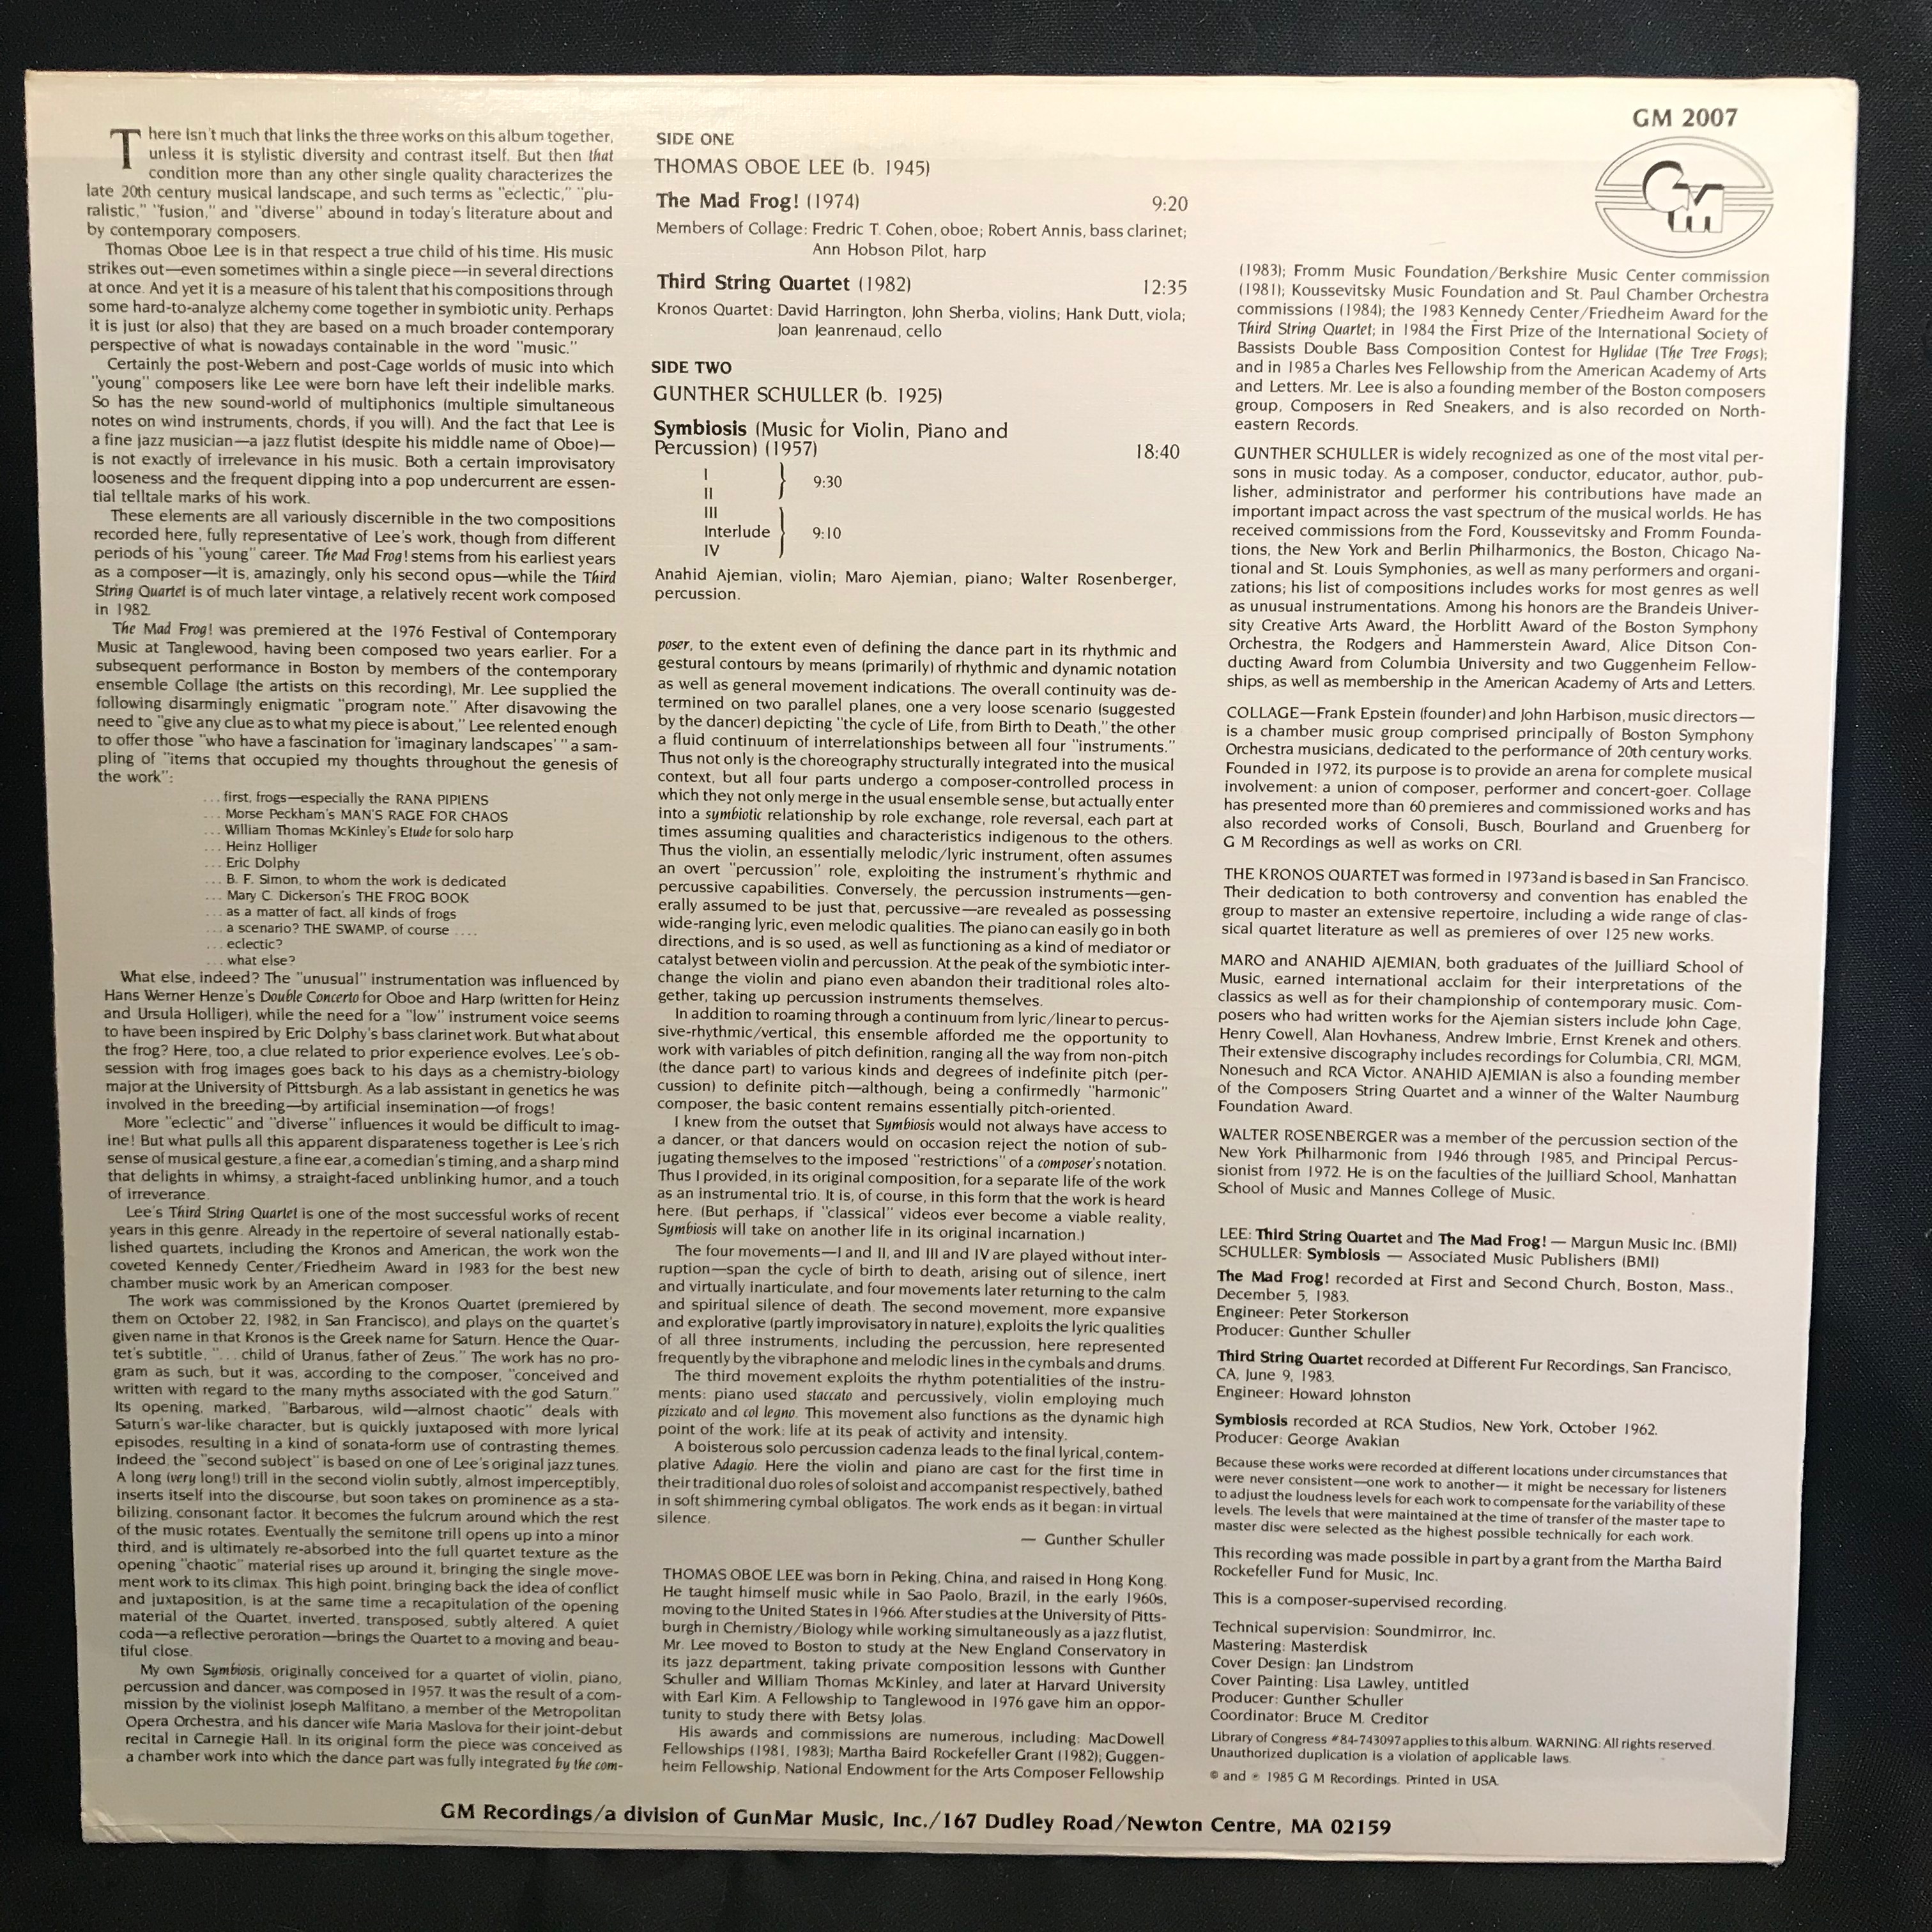 There isn't much that links the three works on this album together,
unless it is stylistic diversity and contrast itself. But then that
condition more than any other single quality characterizes the
late 20th century musical landscape, and such terms as "eclectic," "plu-
ralistic," "fusion," and "diverse" abound in today's literature about and
by contemporary composers.
Thomas Oboe Lee is in that respect a true child of his time. His music
strikes out—even sometimes within a single piece—in several directions
at once. And yet it is a measure of his talent that his compositions through
some hard-to-analyze alchemy come together in symbiotic unity. Perhaps
it is just (or also) that they are based on a much broader contemporary
perspective of what is nowadays containable in the word "music."
Certainly the post-Webern and post-Cage worlds of music into which
"young" composers like Lee were born have left their indelible marks.
So has the new sound-world of multiphonics (multiple simultaneous
notes on wind instruments, chords, if you will). And the fact that Lee is
a fine jazz musician—a jazz flutist (despite his middle name of Oboe)—
is not exactly of irrelevance in his music. Both a certain improvisatory
looseness and the frequent dipping into a pop undercurrent are essen-
tial telltale marks of his work.
These elements are all variously discernible in the two compositions
recorded here, fully representative of Lee's work, though from different
periods of his "young" career. The Mad Frog! stems from his earliest years
as a composer—it is, amazingly, only his second opus—while the Third
String Quartet is of much later vintage, a relatively recent work composed
in 1982.
The Mad Frog! was premiered at the 1976 Festival of Contemporary
Music at Tanglewood, having been composed two years earlier. For a
subsequent performance in Boston by members of the contemporary
ensemble Collage (the artists on this recording), Mr. Lee supplied the
following disarmingly enigmatic "program note." After disavowing the
need to "give any clue as to what my piece is about," Lee relented enough
to offer those "who have a fascination for 'imaginary landscapes' " a sam-
pling of "items that occupied my thoughts throughout the genesis of
the work":
... first, frogs—especially the RANA PIPIENS
... Morse Peckham's MAN'S RAGE FOR CHAOS
... William Thomas McKinley's Etude for solo harp
... Heinz Holliger
... Eric Dolphy
... B. F. Simon, to whom the work is dedicated
... Mary C. Dickerson's THE FROG BOOK
... as a matter of fact, all kinds of frogs
... a scenario? THE SWAMP, of course ....
... eclectic?
... what else?
What else, indeed? The "unusual" instrumentation was influenced by
Hans Werner Henze's Double Concerto for Oboe and Harp (written for Heinz
and Ursula Holliger), while the need for a "low" instrument voice seems
to have been inspired by Eric Dolphy's bass clarinet work. But what about
the frog? Here, too, a clue related to prior experience evolves. Lee's ob-
session with frog images goes back to his days as a chemistry-biology
major at the University of Pittsburgh. As a lab assistant in genetics he was
involved in the breeding—by artificial insemination—of frogs!
More "eclectic" and "diverse" influences it would be difficult to imag-
ine! But what pulls all this apparent disparateness together is Lee's rich
sense of musical gesture, a fine ear, a comedian's timing, and a sharp mind
that delights in whimsy, a straight-faced unblinking humor, and a touch
of irreverance.
Lee's Third String Quartet is one of the most successful works of recent
years in this genre. Already in the repertoire of several nationally estab-
lished quartets, including the Kronos and American, the work won the
coveted Kennedy Center/Friedheim Award in 1983 for the best new
chamber music work by an American composer.
The work was commissioned by the Kronos Quartet (premiered by
them on October 22, 1982, in San Francisco), and plays on the quartet's
given name in that Kronos is the Greek name for Saturn. Hence the Quar-
tet's subtitle, "... child of Uranus, father of Zeus." The work has no pro-
gram as such, but it was, according to the composer, "conceived and
written with regard to the many myths associated with the god Saturn."
Its opening, marked, "Barbarous, wild—almost chaotic" deals with
Saturn's war-like character, but is quickly juxtaposed with more lyrical
episodes, resulting in a kind of sonata-form use of contrasting themes.
Indeed, the "second subject" is based on one of Lee's original jazz tunes.
A long (very long!) trill in the second violin subtly, almost imperceptibly,
inserts itself into the discourse, but soon takes on prominence as a sta-
bilizing, consonant factor. It becomes the fulcrum around which the rest
of the music rotates. Eventually the semitone trill opens up into a minor
third, and is ultimately re-absorbed into the full quartet texture as the
opening "chaotic" material rises up around it, bringing the single move-
ment work to its climax. This high point, bringing back the idea of conflict
and juxtaposition, is at the same time a recapitulation of the opening
material of the Quartet, inverted, transposed, subtly altered. A quiet
coda—a reflective peroration—brings the Quartet to a moving and beau-
tiful close.
My own Symbiosis, originally conceived for a quartet of violin, piano,
percussion and dancer, was composed in 1957. It was the result of a com-
mission by the violinist Joseph Malfitano, a member of the Metropolitan
Opera Orchestra, and his dancer wife Maria Maslova for their joint-debut
recital in Carnegie Hall. In its original form the piece was conceived as
a chamber work into which the dance part was fully integrated by the com-
SIDE ONE
THOMAS OBOE LEE (b. 1945)
The Mad Frog! (1974) 9:20
Members of Collage: Fredric T. Cohen, oboe; Robert Annis, bass clarinet;
Ann Hobson Pilot, harp
Third String Quartet (1982) 12:35
Kronos Quartet: David Harrington, John Sherba, violins; Hank Dutt, viola;
Joan Jeanrenaud, cello
SIDE TWO
GUNTHER SCHULLER (b. 1925)
Symbiosis (Music for Violin, Piano and
Percussion) (1957) 18:40
I
II 9:30
III
Interlude 9:10
IV
Anahid Ajemian, violin; Maro Ajemian, piano; Walter Rosenberger,
percussion.
poser, to the extent even of defining the dance part in its rhythmic and
gestural contours by means (primarily) of rhythmic and dynamic notation
as well as general movement indications. The overall continuity was de-
termined on two parallel planes, one a very loose scenario (suggested
by the dancer) depicting "the cycle of Life, from Birth to Death," the other
a fluid continuum of interrelationships between all four "instruments."
Thus not only is the choreography structurally integrated into the musical
context, but all four parts undergo a composer-controlled process in
which they not only merge in the usual ensemble sense, but actually enter
into a symbiotic relationship by role exchange, role reversal, each part at
times assuming qualities and characteristics indigenous to the others.
Thus the violin, an essentially melodic/lyric instrument, often assumes
an overt "percussion" role, exploiting the instrument's rhythmic and
percussive capabilities. Conversely, the percussion instruments—gen-
erally assumed to be just that, percussive—are revealed as possessing
wide-ranging lyric, even melodic qualities. The piano can easily go in both
directions, and is so used, as well as functioning as a kind of mediator or
catalyst between violin and percussion. At the peak of the symbiotic inter-
change the violin and piano even abandon their traditional roles alto-
gether, taking up percussion instruments themselves.
In addition to roaming through a continuum from lyric/linear to percus-
sive-rhythmic/vertical, this ensemble afforded me the opportunity to
work with variables of pitch definition, ranging all the way from non-pitch
(the dance part) to various kinds and degrees of indefinite pitch (per-
cussion) to definite pitch—although, being a confirmedly "harmonic"
composer, the basic content remains essentially pitch-oriented.
I knew from the outset that Symbiosis would not always have access to
a dancer, or that dancers would on occasion reject the notion of sub-
jugating themselves to the imposed "restrictions" of a composer's notation.
Thus I provided, in its original composition, for a separate life of the work
as an instrumental trio. It is, of course, in this form that the work is heard
here. (But perhaps, if "classical" videos ever become a viable reality,
Symbiosis will take on another life in its original incarnation.)
The four movements—I and II, and III and IV are played without inter-
ruption—span the cycle of birth to death, arising out of silence, inert
and virtually inarticulate, and four movements later returning to the calm
and spiritual silence of death. The second movement, more expansive
and explorative (partly improvisatory in nature), exploits the lyric qualities
of all three instruments, including the percussion, here represented
frequently by the vibraphone and melodic lines in the cymbals and drums.
The third movement exploits the rhythm potentialities of the instru-
ments: piano used staccato and percussively, violin employing much
pizzicato and col legno. This movement also functions as the dynamic high
point of the work: life at its peak of activity and intensity.
A boisterous solo percussion cadenza leads to the final lyrical, contem-
plative Adagio. Here the violin and piano are cast for the first time in
their traditional duo roles of soloist and accompanist respectively, bathed
in soft shimmering cymbal obligatos. The work ends as it began: in virtual
silence.
— Gunther Schuller
THOMAS OBOE LEE was born in Peking, China, and raised in Hong Kong.
He taught himself music while in Sao Paolo, Brazil, in the early 1960s,
moving to the United States in 1966. After studies at the University of Pitts-
burgh in Chemistry/Biology while working simultaneously as a jazz flutist,
Mr. Lee moved to Boston to study at the New England Conservatory in
its jazz department, taking private composition lessons with Gunther
Schuller and William Thomas McKinley, and later at Harvard University
with Earl Kim. A Fellowship to Tanglewood in 1976 gave him an oppor-
tunity to study there with Betsy Jolas.
His awards and commissions are numerous, including: MacDowell
Fellowships (1981, 1983); Martha Baird Rockefeller Grant (1982); Guggen-
heim Fellowship, National Endowment for the Arts Composer Fellowship
GM 2007
GM
(1983); Fromm Music Foundation/Berkshire Music Center commission
(1981); Koussevitsky Music Foundation and St. Paul Chamber Orchestra
commissions (1984); the 1983 Kennedy Center/Friedheim Award for the
Third String Quartet; in 1984 the First Prize of the International Society of
Bassists Double Bass Composition Contest for Hylidae (The Tree Frogs);
and in 1985 a Charles Ives Fellowship from the American Academy of Arts
and Letters. Mr. Lee is also a founding member of the Boston composers
group, Composers in Red Sneakers, and is also recorded on North-
eastern Records.
GUNTHER SCHULLER is widely recognized as one of the most vital per-
sons in music today. As a composer, conductor, educator, author, pub-
lisher, administrator and performer his contributions have made an
important impact across the vast spectrum of the musical worlds. He has
received commissions from the Ford, Koussevitsky and Fromm Founda-
tions, the New York and Berlin Philharmonics, the Boston, Chicago Na-
tional and St. Louis Symphonies, as well as many performers and organi-
zations; his list of compositions includes works for most genres as well
as unusual instrumentations. Among his honors are the Brandeis Univer-
sity Creative Arts Award, the Horblitt Award of the Boston Symphony
Orchestra, the Rodgers and Hammerstein Award, Alice Ditson Con-
ducting Award from Columbia University and two Guggenheim Fellow-
ships, as well as membership in the American Academy of Arts and Letters.
COLLAGE—Frank Epstein (founder) and John Harbison, music directors—
is a chamber music group comprised principally of Boston Symphony
Orchestra musicians, dedicated to the performance of 20th century works.
Founded in 1972, its purpose is to provide an arena for complete musical
involvement: a union of composer, performer and concert-goer. Collage
has presented more than 60 premieres and commissioned works and has
also recorded works of Consoli, Busch, Bourland and Gruenberg for
G M Recordings as well as works on CRI.
THE KRONOS QUARTET was formed in 1973 and is based in San Francisco.
Their dedication to both controversy and convention has enabled the
group to master an extensive repertoire, including a wide range of clas-
sical quartet literature as well as premieres of over 125 new works.
MARO and ANAHID AJEMIAN, both graduates of the Juilliard School of
Music, earned international acclaim for their interpretations of the
classics as well as for their championship of contemporary music. Com-
posers who had written works for the Ajemian sisters include John Cage,
Henry Cowell, Alan Hovhaness, Andrew Imbrie, Ernst Krenek and others.
Their extensive discography includes recordings for Columbia, CRI, MGM,
Nonesuch and RCA Victor. ANAHID AJEMIAN is also a founding member
of the Composers String Quartet and a winner of the Walter Naumburg
Foundation Award.
WALTER ROSENBERGER was a member of the percussion section of the
New York Philharmonic from 1946 through 1985, and Principal Percus-
sionist from 1972. He is on the faculties of the Juilliard School, Manhattan
School of Music and Mannes College of Music.
LEE: Third String Quartet and The Mad Frog! — Margun Music Inc. (BMI)
SCHULLER: Symbiosis — Associated Music Publishers (BMI)
The Mad Frog! recorded at First and Second Church, Boston, Mass.,
December 5, 1983.
Engineer: Peter Storkerson
Producer: Gunther Schuller
Third String Quartet recorded at Different Fur Recordings, San Francisco,
CA, June 9, 1983.
Engineer: Howard Johnston
Symbiosis recorded at RCA Studios, New York, October 1962.
Producer: George Avakian
Because these works were recorded at different locations under circumstances that
were never consistent—one work to another— it might be necessary for listeners
to adjust the loudness levels for each work to compensate for the variability of these
levels. The levels that were maintained at the time of transfer of the master tape to
master disc were selected as the highest possible technically for each work.
This recording was made possible in part by a grant from the Martha Baird
Rockefeller Fund for Music, Inc.
This is a composer-supervised recording.
Technical supervision: Soundmirror, Inc.
Mastering: Masterdisk
Cover Design: Jan Lindstrom
Cover Painting: Lisa Lawley, untitled
Producer: Gunther Schuller
Coordinator: Bruce M. Creditor
Library of Congress #84-743097 applies to this album. WARNING: All rights reserved.
Unauthorized duplication is a violation of applicable laws.
© and ℗ 1985 G M Recordings. Printed in USA.
GM Recordings/a division of GunMar Music, Inc./167 Dudley Road/Newton Centre, MA 02159